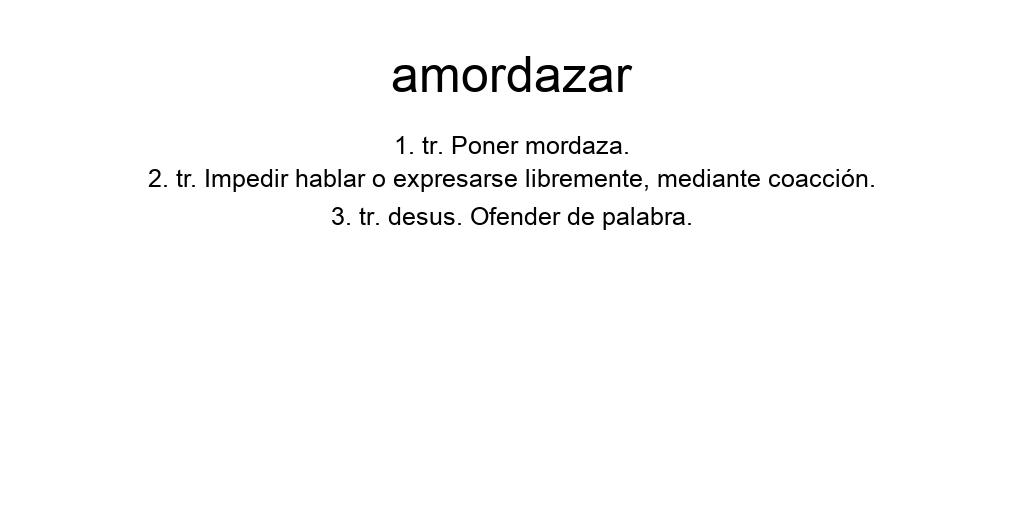 amordazar
1. tr. Poner mordaza.
2. tr. Impedir hablar o expresarse libremente, mediante coacción.
3. tr. desus. Ofender de palabra.